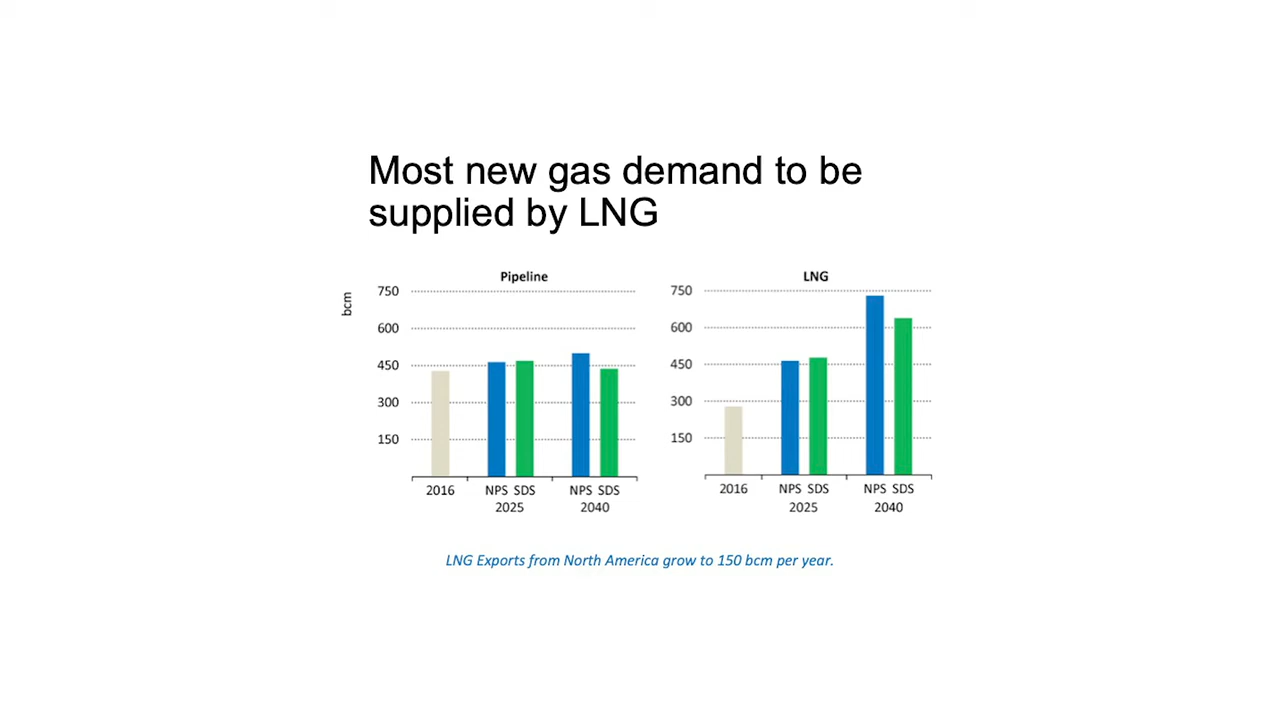 Most new gas demand to be
supplied by LNG
Pipeline
bcm
750
600
450
300
150
2016
NPS SDS
2025
NPS SDS
2040
LNG
750
600
450
300
150
2016
NPS SDS
2025
NPS SDS
2040
LNG Exports from North America grow to 150 bcm per year.